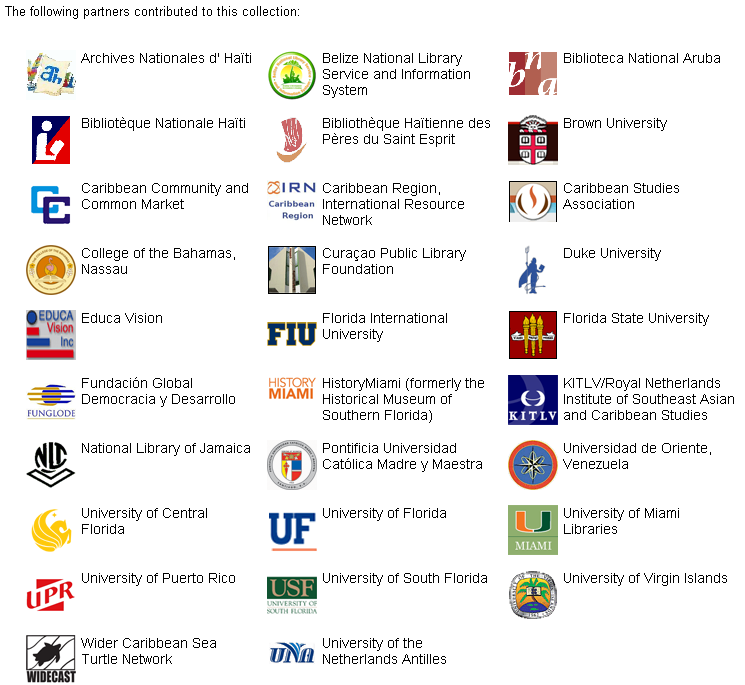 The following partners contributed to this collection:
Archives Nationales d' Haïti
Belize National Library
Service and Information
System
Biblioteca National Aruba
Bibliotèque Nationale Haïti
Bibliothèque Haïtienne des
Pères du Saint Esprit
Brown University
Caribbean Community and
Common Market
IRN
Caribbean
Region
Caribbean Region,
International Resource
Network
Caribbean Studies
Association
College of the Bahamas,
Nassau
Curaçao Public Library
Foundation
Duke University
EDUCA
Vision
Inc
Educa Vision
FIU
Florida International
University
Florida State University
FUNGLODE
Fundación Global
Democracia y Desarrollo
HISTORY
MIAMI
HistoryMiami (formerly the
Historical Museum of
Southern Florida)
KITLV
KITLV/Royal Netherlands
Institute of Southeast Asian
and Caribbean Studies
NLJ
National Library of Jamaica
Pontificia Universidad
Católica Madre y Maestra
Universidad de Oriente,
Venezuela
University of Central
Florida
UF
University of Florida
U
MIAMI
University of Miami
Libraries
UPR
University of Puerto Rico
USF
UNIVERSITY OF
SOUTH FLORIDA
University of South Florida
University of Virgin Islands
WIDECAST
Wider Caribbean Sea
Turtle Network
UNA
University of the
Netherlands Antilles